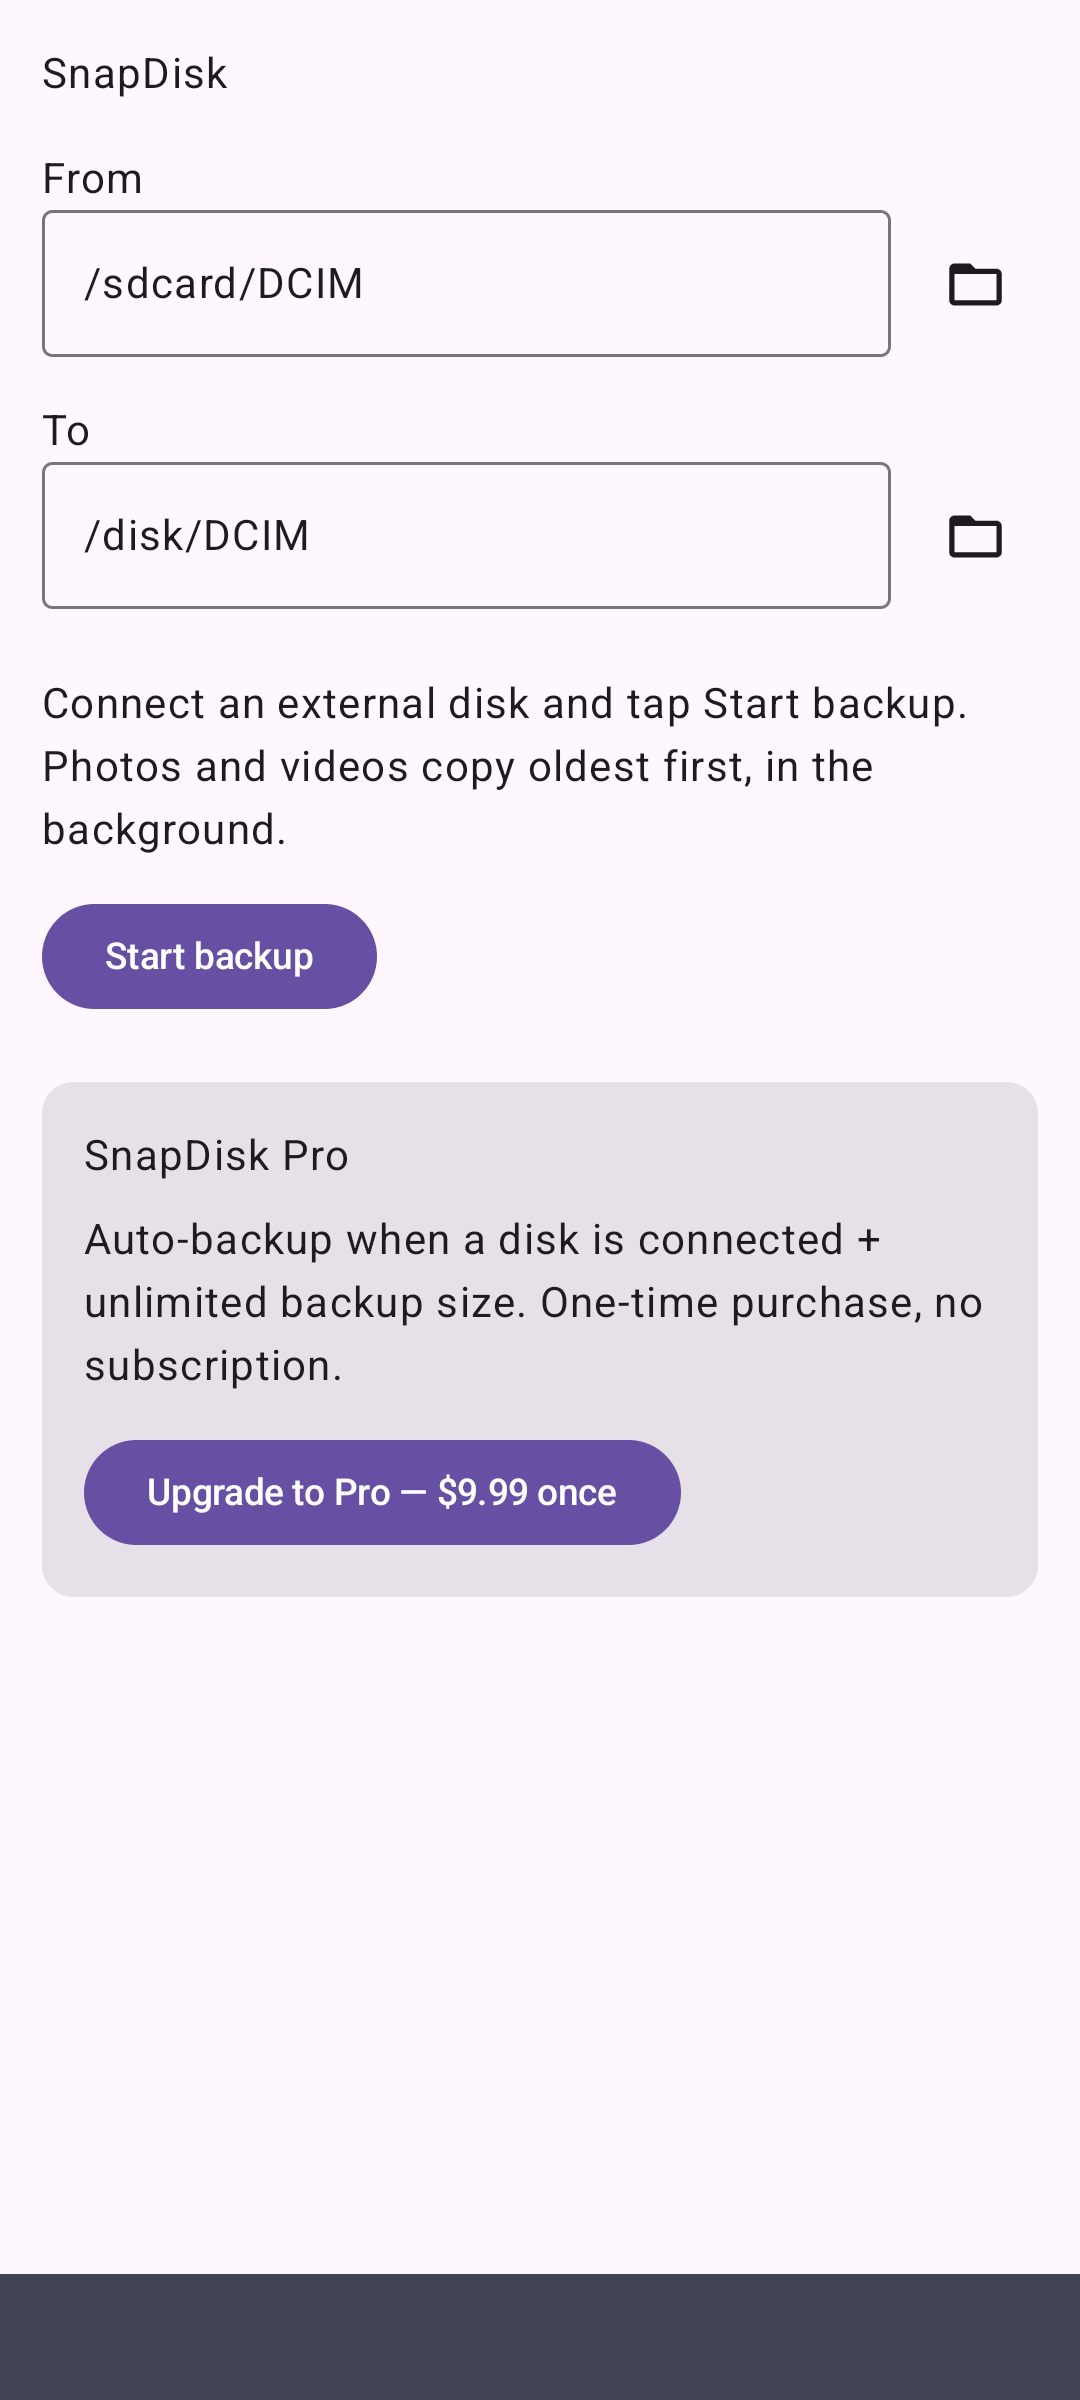 SnapDisk
From
/sdcard/DCIM
To
/disk/DCIM
Connect an external disk and tap Start backup.
Photos and videos copy oldest first, in the
background.
Start backup
SnapDisk Pro
Auto-backup when a disk is connected +
unlimited backup size. One-time purchase, no
subscription.
Upgrade to Pro — $9.99 once